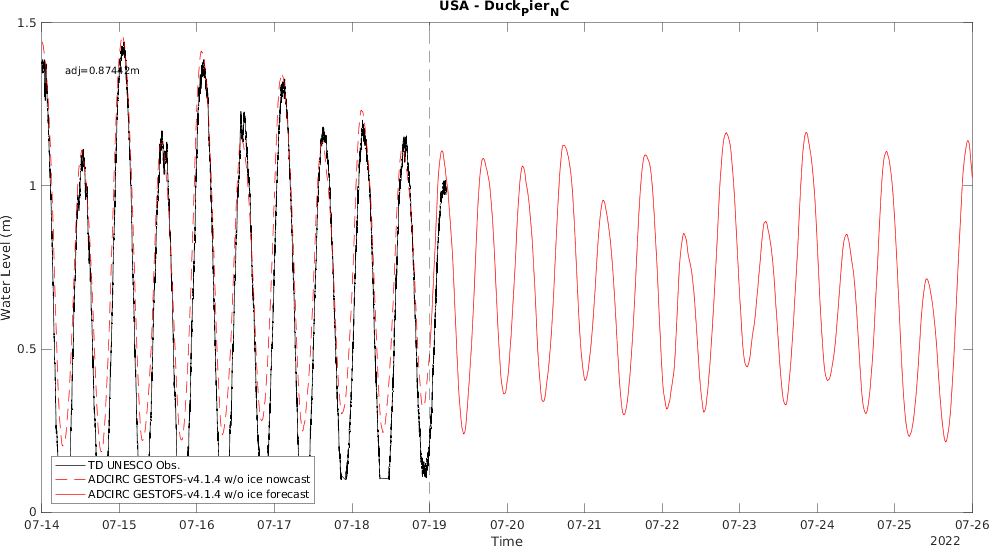 USA - DuckPierNC
1.5
adj=0.87442m
1
Water Level (m)
0.5
TD UNESCO Obs.
ADCIRC GESTOFS-v4.1.4 w/o ice nowcast
ADCIRC GESTOFS-v4.1.4 w/o ice forecast
0
07-14 07-15 07-16 07-17 07-18 07-19 07-20 07-21 07-22 07-23 07-24 07-25 07-26
Time
2022